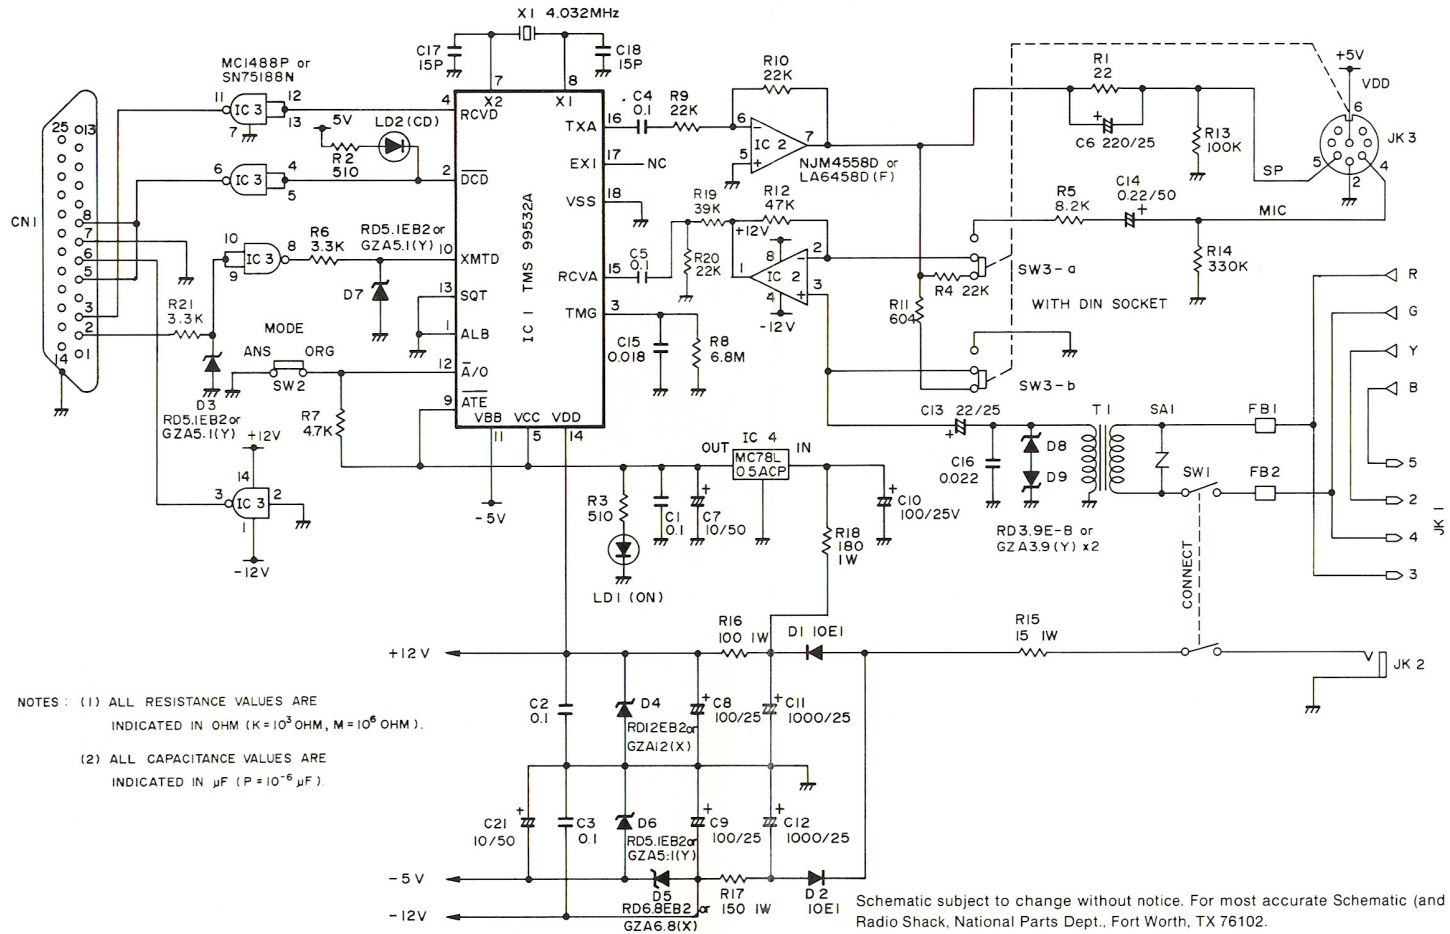 X1 4.032MHz
C17
15P
C18
15P
7
8
X2
X1
MC1488P or
SN75188N
11
IC 3
12
13
7
4
RCVD
5V
LD2 (CD)
R2
510
6
IC 3
4
5
2
DCD
25
13
CN1
8
7
6
5
3
2
1
14
10
9
IC 3
8
R6
3.3K
RD5.1EB2 or
GZA5.1(Y)
10
XMTD
D7
13
SQT
1
ALB
R21
3.3K
MODE
ANS
ORG
SW2
12
A/O
9
ATE
D3
RD5.1EB2 or
GZA5.1(Y)
R7
4.7K
+12V
14
3
IC 3
2
1
-12V
IC 1 TMS 99532A
VBB
VCC
VDD
11
5
14
-5V
TXA
16
EX1
17
NC
VSS
18
RCVA
15
TMG
3
C4
0.1
R9
22K
R10
22K
6
5
IC 2
7
NJM4558D or
LA6458D (F)
R19
39K
R12
47K
+12V
C5
0.1
R20
22K
1
8
IC 2
2
3
4
-12V
C15
0.018
R8
6.8M
R11
604
R4 22K
SW3-a
WITH DIN SOCKET
SW3-b
R1
22
C6 220/25
R13
100K
SP
+5V
VDD
6
5
4
2
JK3
R5
8.2K
C14
0.22/50
MIC
R14
330K
R
G
Y
B
5
2
4
3
JK 1
C13 22/25
C16
0.022
D8
D9
RD3.9E-B or
GZA3.9 (Y) x2
T1
SA1
FB1
SW1
FB2
CONNECT
OUT
IC 4
IN
MC78L
05ACP
R3
510
LD1 (ON)
C1
0.1
C7
10/50
R18
180
1W
C10
100/25V
R16
100 1W
D1 10E1
R15
15 1W
JK 2
+12V
C2
0.1
D4
RD12EB2 or
GZA12(X)
C8
100/25
C11
1000/25
C21
10/50
C3
0.1
D6
RD5.1EB2 or
GZA5.1(Y)
C9
100/25
C12
1000/25
-5V
D5
RD6.8EB2 or
GZA6.8(X)
R17
150 1W
D2
10E1
-12V
NOTES : (1) ALL RESISTANCE VALUES ARE
INDICATED IN OHM (K=10³ OHM, M=10⁶ OHM).
(2) ALL CAPACITANCE VALUES ARE
INDICATED IN µF (P=10⁻⁶ µF).
Schematic subject to change without notice. For most accurate Schematic (and
Radio Shack, National Parts Dept., Fort Worth, TX 76102.